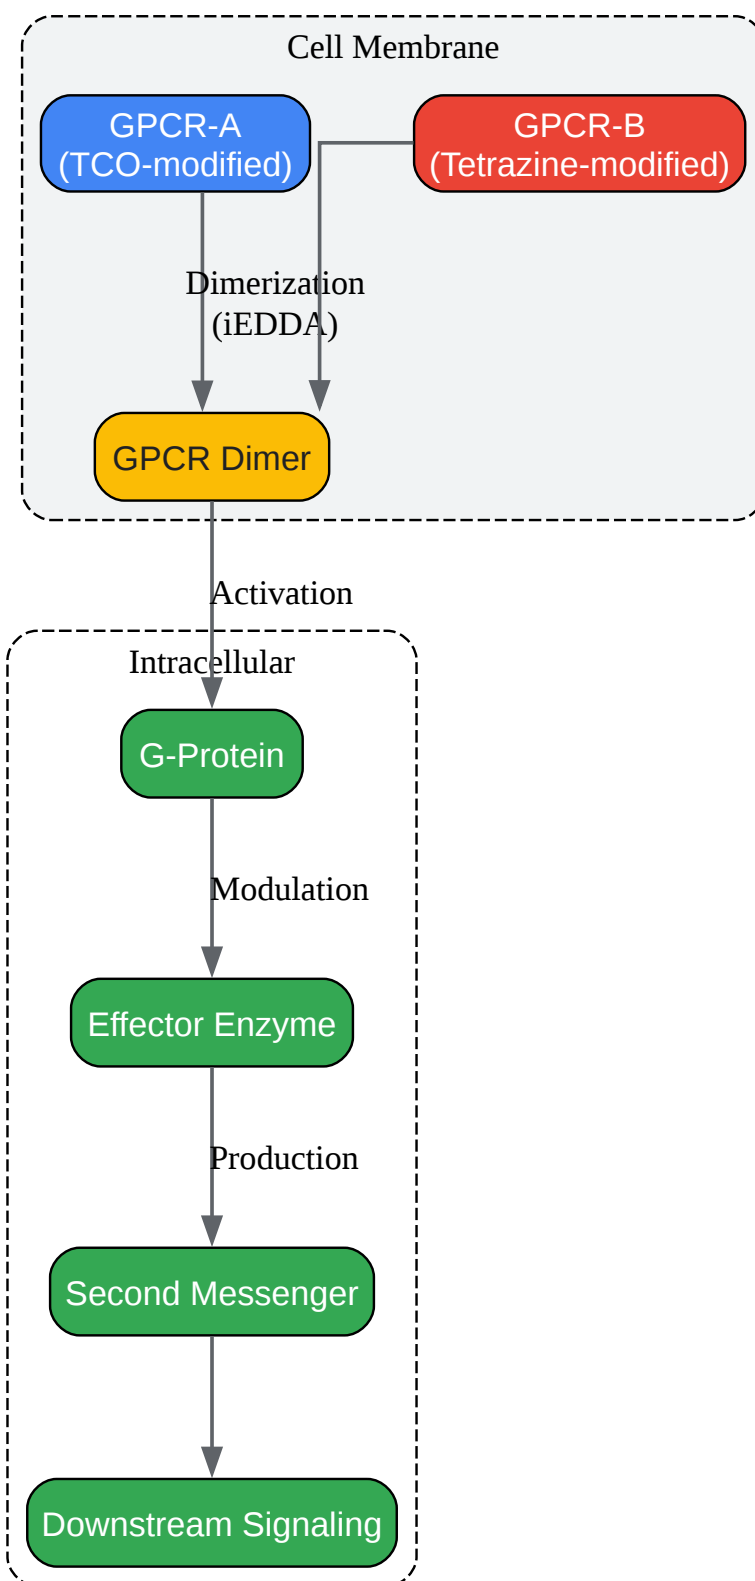 Cell Membrane
GPCR-A
(TCO-modified)
GPCR-B
(Tetrazine-modified)
Dimerization
(iEDDA)
GPCR Dimer
Activation
Intracellular
G-Protein
Modulation
Effector Enzyme
Production
Second Messenger
Downstream Signaling